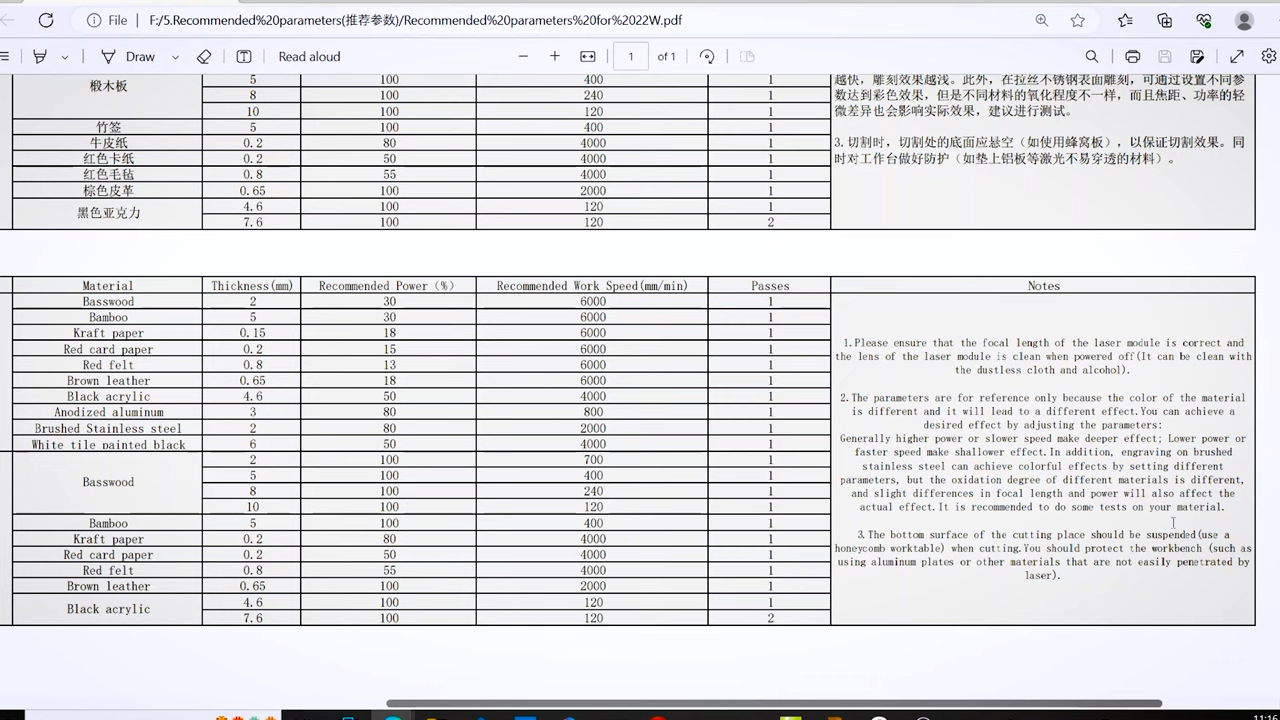 File F:/5.Recommended%20parameters(推荐参数)/Recommended%20parameters%20for%2022W.pdf
Draw Read aloud 1 of 1
椴木板
5 100 400 1
8 100 240 1
10 100 120 1
竹签 5 100 400 1
牛皮纸 0.2 80 4000 1
红色卡纸 0.2 50 4000 1
红色毛毡 0.8 55 4000 1
棕色皮革 0.65 100 2000 1
黑色亚克力
4.6 100 120 1
7.6 100 120 2
越快，雕刻效果越浅。此外，在拉丝不锈钢表面雕刻，可通过设置不同参
数达到彩色效果，但是不同材料的氧化程度不一样，而且焦距、功率的轻
微差异也会影响实际效果，建议进行测试。
3.切割时，切割处的底面应悬空（如使用蜂窝板），以保证切割效果。同
时对工作台做好防护（如垫上铝板等激光不易穿透的材料）。
Material Thickness(mm) Recommended Power（%） Recommended Work Speed(mm/min) Passes Notes
Basswood 2 30 6000 1
Bamboo 5 30 6000 1
Kraft paper 0.15 18 6000 1
Red card paper 0.2 15 6000 1
Red felt 0.8 13 6000 1
Brown leather 0.65 18 6000 1
Black acrylic 4.6 50 4000 1
Anodized aluminum 3 80 800 1
Brushed Stainless steel 2 80 2000 1
White tile painted black 6 50 4000 1
Basswood
2 100 700 1
5 100 400 1
8 100 240 1
10 100 120 1
Bamboo 5 100 400 1
Kraft paper 0.2 80 4000 1
Red card paper 0.2 50 4000 1
Red felt 0.8 55 4000 1
Brown leather 0.65 100 2000 1
Black acrylic
4.6 100 120 1
7.6 100 120 2
1.Please ensure that the focal length of the laser module is correct and
the lens of the laser module is clean when powered off(It can be clean with
the dustless cloth and alcohol).
2.The parameters are for reference only because the color of the material
is different and it will lead to a different effect.You can achieve a
desired effect by adjusting the parameters:
Generally higher power or slower speed make deeper effect; Lower power or
faster speed make shallower effect.In addition, engraving on brushed
stainless steel can achieve colorful effects by setting different
parameters, but the oxidation degree of different materials is different,
and slight differences in focal length and power will also affect the
actual effect.It is recommended to do some tests on your material.
3.The bottom surface of the cutting place should be suspended(use a
honeycomb worktable) when cutting.You should protect the workbench (such as
using aluminum plates or other materials that are not easily penetrated by
laser).